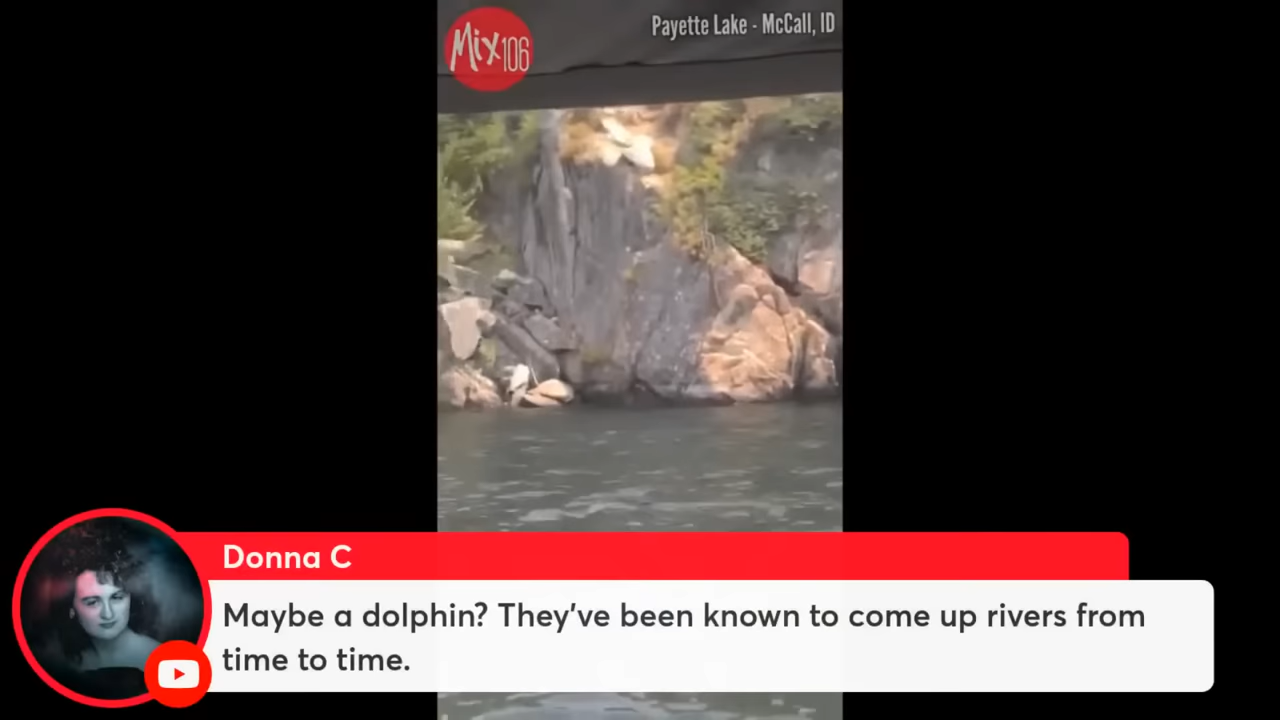 Mix106
Payette Lake - McCall, ID
Donna C
Maybe a dolphin? They've been known to come up rivers from
time to time.